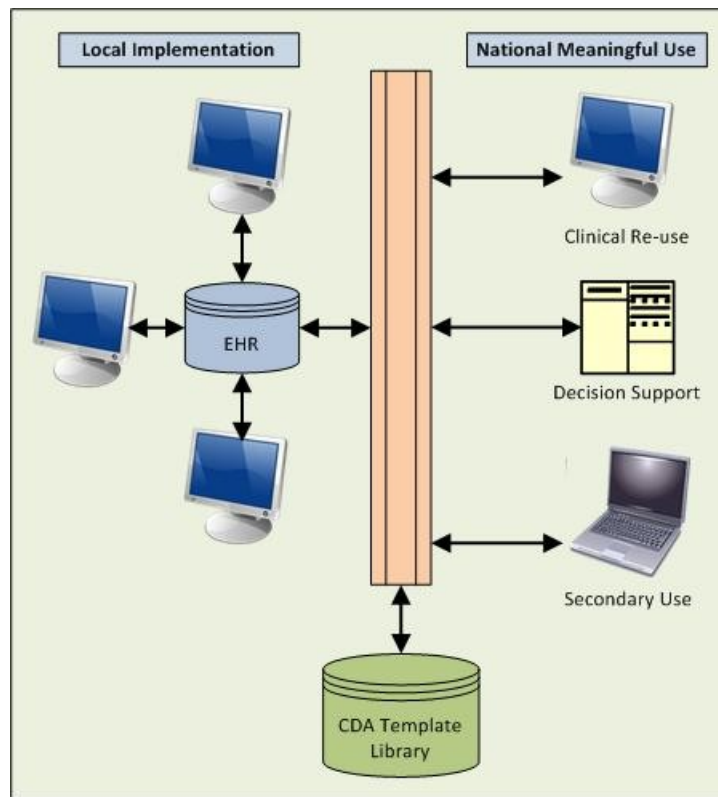 Local Implementation
National Meaningful Use
Clinical Re-use
EHR
Decision Support
Secondary Use
CDA Template
Library